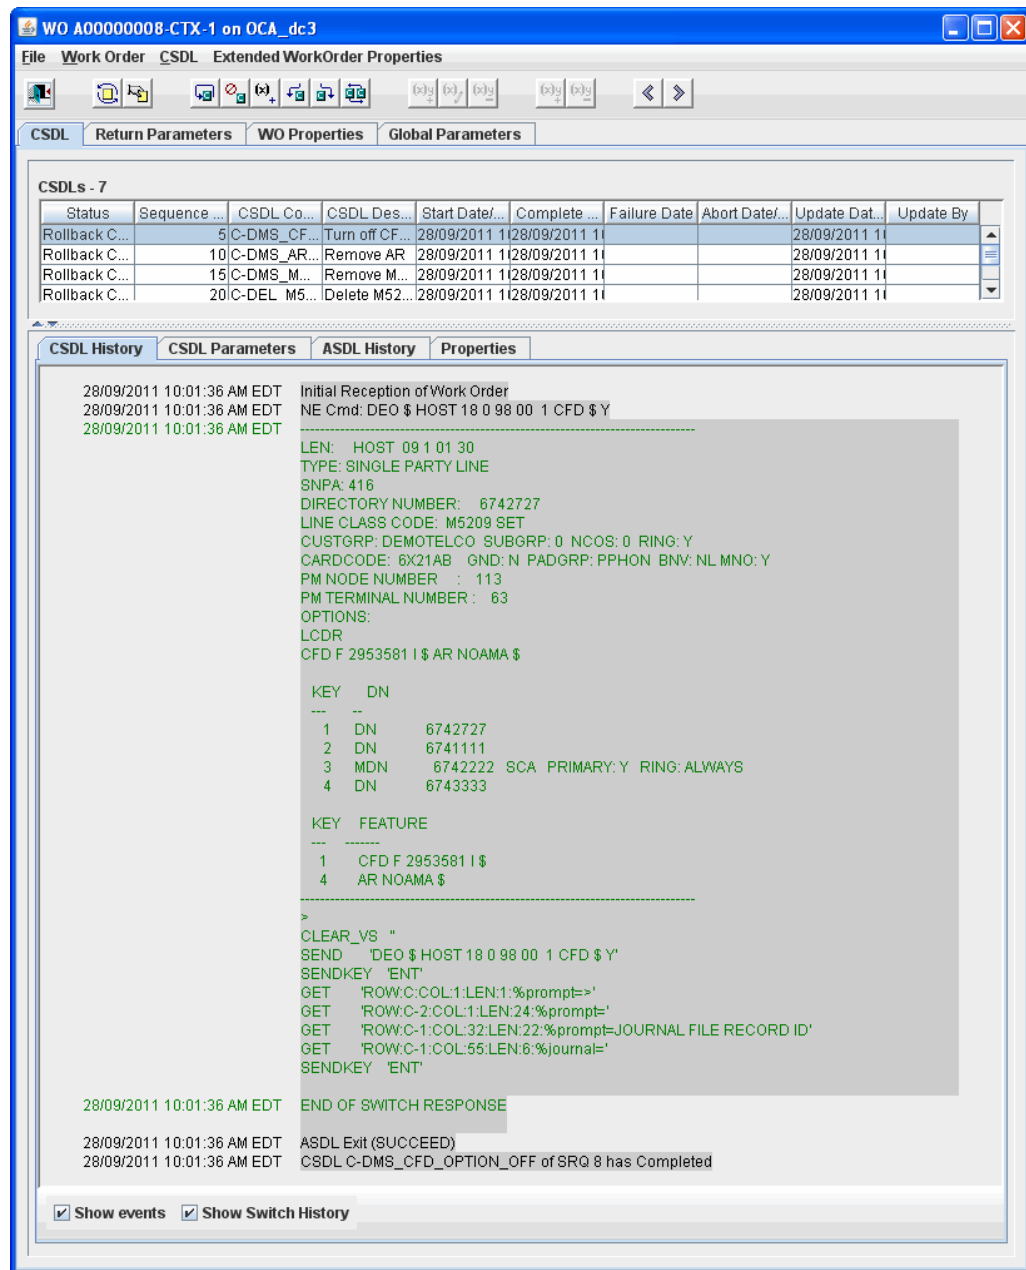 WO A00000008-CTX-1 on OCA_dc3
File Work Order CSDL Extended WorkOrder Properties
CSDL Return Parameters WO Properties Global Parameters
CSDLs - 7
Status Sequence ... CSDL Co... CSDL Des... Start Date/... Complete ... Failure Date Abort Date/... Update Dat... Update By
Rollback C... 5 C-DMS_CF... Turn off CF... 28/09/2011 1 28/09/2011 1 28/09/2011 1
Rollback C... 10 C-DMS_AR... Remove AR 28/09/2011 1 28/09/2011 1 28/09/2011 1
Rollback C... 15 C-DMS_M... Remove M... 28/09/2011 1 28/09/2011 1 28/09/2011 1
Rollback C... 20 C-DEL_M5... Delete M52... 28/09/2011 1 28/09/2011 1 28/09/2011 1
CSDL History CSDL Parameters ASDL History Properties
28/09/2011 10:01:36 AM EDT Initial Reception of Work Order
28/09/2011 10:01:36 AM EDT NE Cmd: DEO $ HOST 18 0 98 00 1 CFD $ Y
28/09/2011 10:01:36 AM EDT -------------------------------------------------------------------------------
LEN: HOST 09 1 01 30
TYPE: SINGLE PARTY LINE
SNPA: 416
DIRECTORY NUMBER: 6742727
LINE CLASS CODE: M5209 SET
CUSTGRP: DEMOTELCO SUBGRP: 0 NCOS: 0 RING: Y
CARDCODE: 6X21AB GND: N PADGRP: PPHON BNV: NL MNO: Y
PM NODE NUMBER : 113
PM TERMINAL NUMBER : 63
OPTIONS:
LCDR
CFD F 2953581 I $ AR NOAMA $
KEY DN
--- --
1 DN 6742727
2 DN 6741111
3 MDN 6742222 SCA PRIMARY: Y RING: ALWAYS
4 DN 6743333
KEY FEATURE
--- -------
1 CFD F 2953581 I $
4 AR NOAMA $
-------------------------------------------------------------------------------
>
CLEAR_VS ''
SEND 'DEO $ HOST 18 0 98 00 1 CFD $ Y'
SENDKEY 'ENT'
GET 'ROW:C:COL:1:LEN:1:%prompt=>'
GET 'ROW:C-2:COL:1:LEN:24:%prompt='
GET 'ROW:C-1:COL:32:LEN:22:%prompt=JOURNAL FILE RECORD ID'
GET 'ROW:C-1:COL:55:LEN:6:%journal='
SENDKEY 'ENT'
28/09/2011 10:01:36 AM EDT END OF SWITCH RESPONSE
28/09/2011 10:01:36 AM EDT ASDL Exit (SUCCEED)
28/09/2011 10:01:36 AM EDT CSDL C-DMS_CFD_OPTION_OFF of SRQ 8 has Completed
Show events Show Switch History